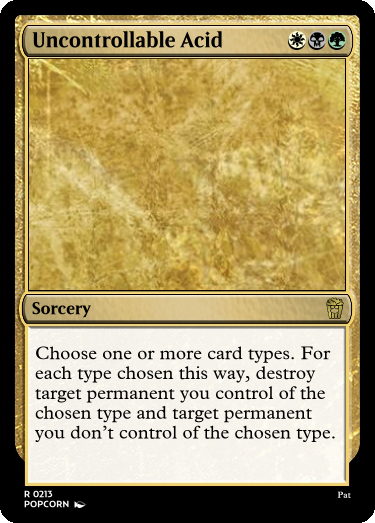 Uncontrollable Acid
Sorcery
Choose one or more card types. For
each type chosen this way, destroy
target permanent you control of the
chosen type and target permanent
you don’t control of the chosen type.
R 0213
POPCORN
Pat